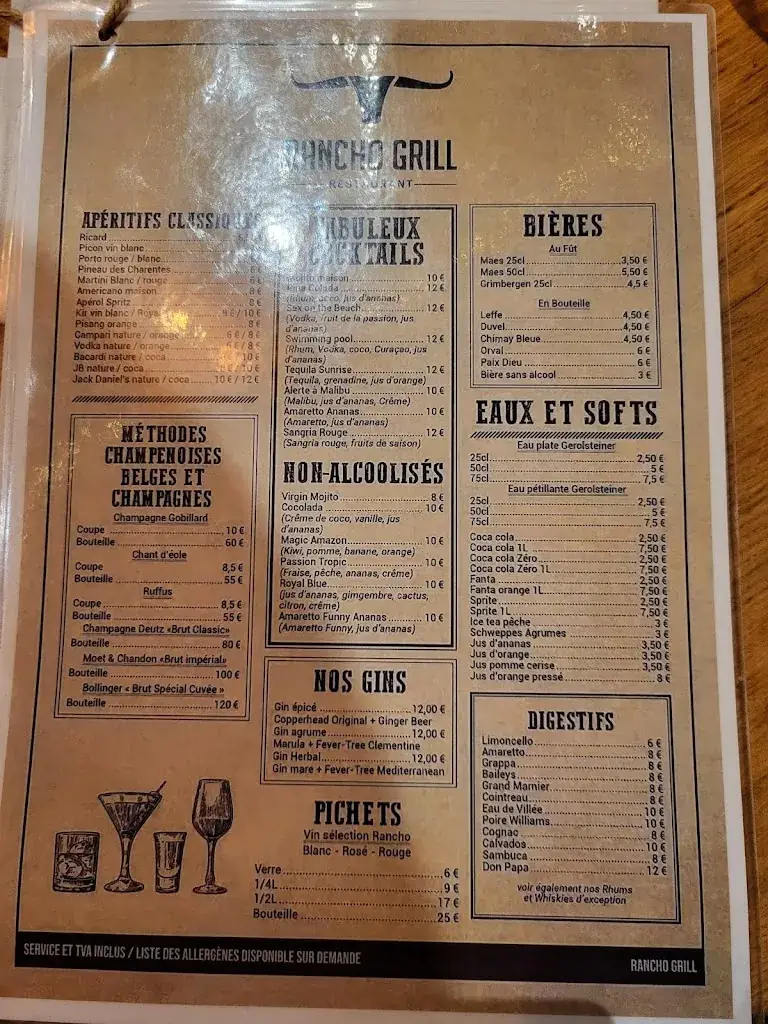 RANCHO GRILL
RESTAURANT
APÉRITIFS CLASSIQUES
Ricard
Picon vin blanc
Porto rouge / blanc
Pineau des Charentes
Martini Blanc / rouge
Americano maison 8 €
Apérol Spritz 8 €
Kir vin blanc / Royal 8 € / 10 €
Pisang orange 8 €
Campari nature / orange 6 € / 8 €
Vodka nature / orange 6 € / 8 €
Bacardi nature / coca / 10 €
JB nature / coca / 10 €
Jack Daniel's nature / coca 10 € / 12 €
MÉTHODES
CHAMPENOISES
BELGES ET
CHAMPAGNES
Champagne Gobillard
Coupe 10 €
Bouteille 60 €
Chant d'éole
Coupe 8,5 €
Bouteille 55 €
Ruffus
Coupe 8,5 €
Bouteille 55 €
Champagne Deutz «Brut Classic»
Bouteille 80 €
Moet & Chandon «Brut impérial»
Bouteille 100 €
Bollinger « Brut Spécial Cuvée »
Bouteille 120 €
FABULEUX
COCKTAILS
Mojito maison 10 €
Pina Colada 12 €
(Rhum, coco, jus d'ananas)
Sex on the Beach 12 €
(Vodka, fruit de la passion, jus
d'ananas)
Swimming pool 12 €
(Rhum, Vodka, coco, Curaçao, jus
d'ananas)
Tequila Sunrise 12 €
(Tequila, grenadine, jus d'orange)
Alerte à Malibu 10 €
(Malibu, jus d'ananas, Crème)
Amaretto Ananas 10 €
(Amaretto, jus d'ananas)
Sangria Rouge 12 €
(Sangria rouge, fruits de saison)
NON-ALCOOLISÉS
Virgin Mojito 8 €
Cocolada 10 €
(Crème de coco, vanille, jus
d'ananas)
Magic Amazon 10 €
(Kiwi, pomme, banane, orange)
Passion Tropic 10 €
(Fraise, pêche, ananas, crème)
Royal Blue 10 €
(jus d'ananas, gimgembre, cactus,
citron, crème)
Amaretto Funny Ananas 10 €
(Amaretto Funny, jus d'ananas)
NOS GINS
Gin épicé 12,00 €
Copperhead Original + Ginger Beer
Gin agrume 12,00 €
Marula + Fever-Tree Clementine
Gin Herbal 12,00 €
Gin mare + Fever-Tree Mediterranean
PICHETS
Vin sélection Rancho
Blanc - Rosé - Rouge
Verre 6 €
1/4L 9 €
1/2L 17 €
Bouteille 25 €
BIÈRES
Au Fût
Maes 25cl 3,50 €
Maes 50cl 5,50 €
Grimbergen 25cl 4,5 €
En Bouteille
Leffe 4,50 €
Duvel 4,50 €
Chimay Bleue 4,50 €
Orval 6 €
Paix Dieu 6 €
Bière sans alcool 3 €
EAUX ET SOFTS
Eau plate Gerolsteiner
25cl 2,50 €
50cl 5 €
75cl 7,5 €
Eau pétillante Gerolsteiner
25cl 2,50 €
50cl 5 €
75cl 7,5 €
Coca cola 2,50 €
Coca cola 1L 7,50 €
Coca cola Zéro 2,50 €
Coca cola Zéro 1L 7,50 €
Fanta 2,50 €
Fanta orange 1L 7,50 €
Sprite 2,50 €
Sprite 1L 7,50 €
Ice tea pêche 3 €
Schweppes Agrumes 3 €
Jus d'ananas 3,50 €
Jus d'orange 3,50 €
Jus pomme cerise 3,50 €
Jus d'orange pressé 8 €
DIGESTIFS
Limoncello 6 €
Amaretto 8 €
Grappa 8 €
Baileys 8 €
Grand Marnier 8 €
Cointreau 8 €
Eau de Villée 10 €
Poire Williams 10 €
Cognac 8 €
Calvados 10 €
Sambuca 8 €
Don Papa 12 €
voir également nos Rhums
et Whiskies d'exception
SERVICE ET TVA INCLUS / LISTE DES ALLERGÈNES DISPONIBLE SUR DEMANDE
RANCHO GRILL